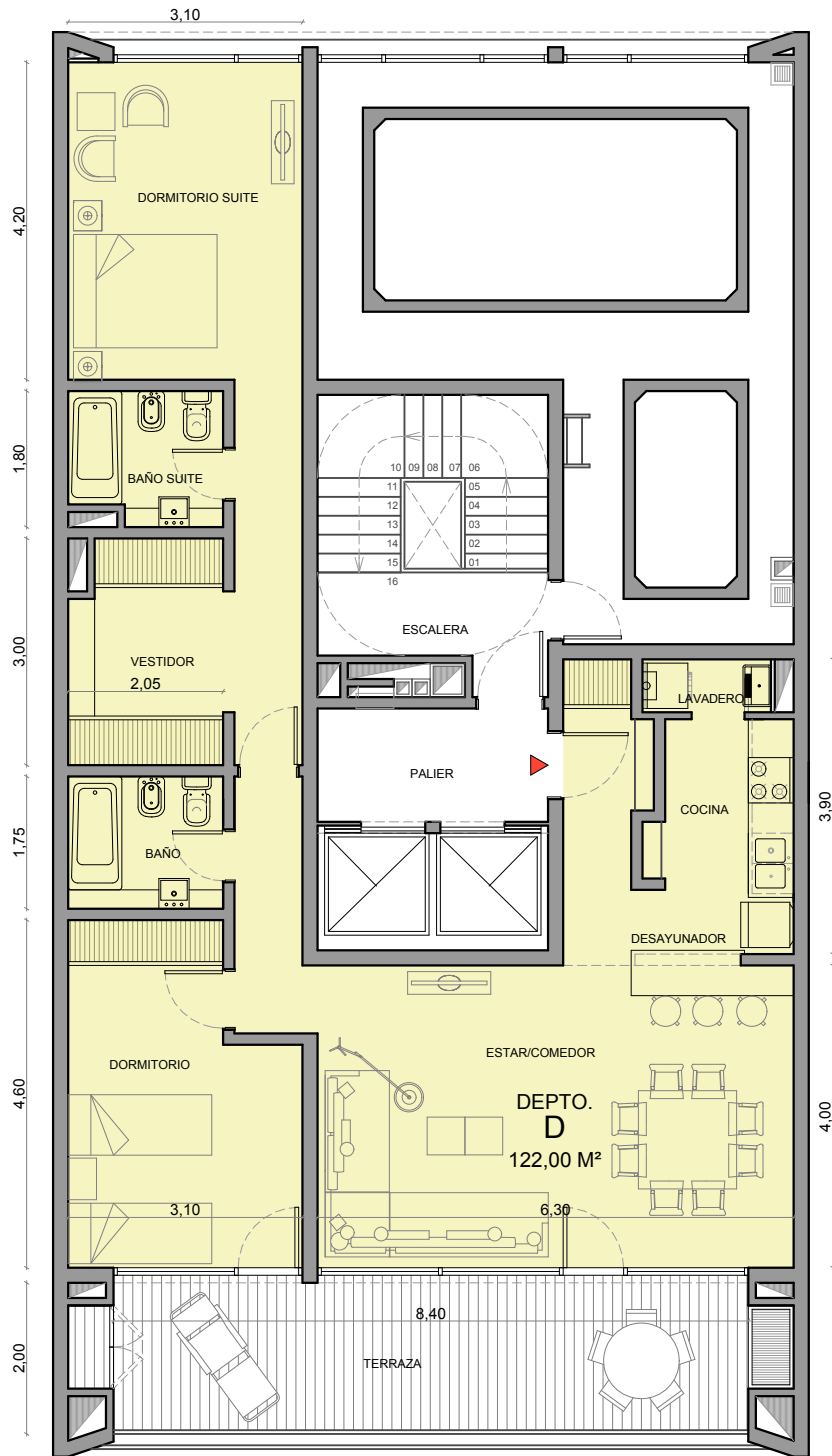 3,10
4,20
DORMITORIO SUITE
1,80
BAÑO SUITE
10 09 08 07 06
11 05
12 04
13 03
14 02
15 01
16
ESCALERA
3,00
VESTIDOR
2,05
LAVADERO
PALIER
COCINA
3,90
1,75
BAÑO
DESAYUNADOR
ESTAR/COMEDOR
DORMITORIO
4,60
DEPTO.
D
122,00 M²
4,00
3,10
6,30
8,40
2,00
TERRAZA